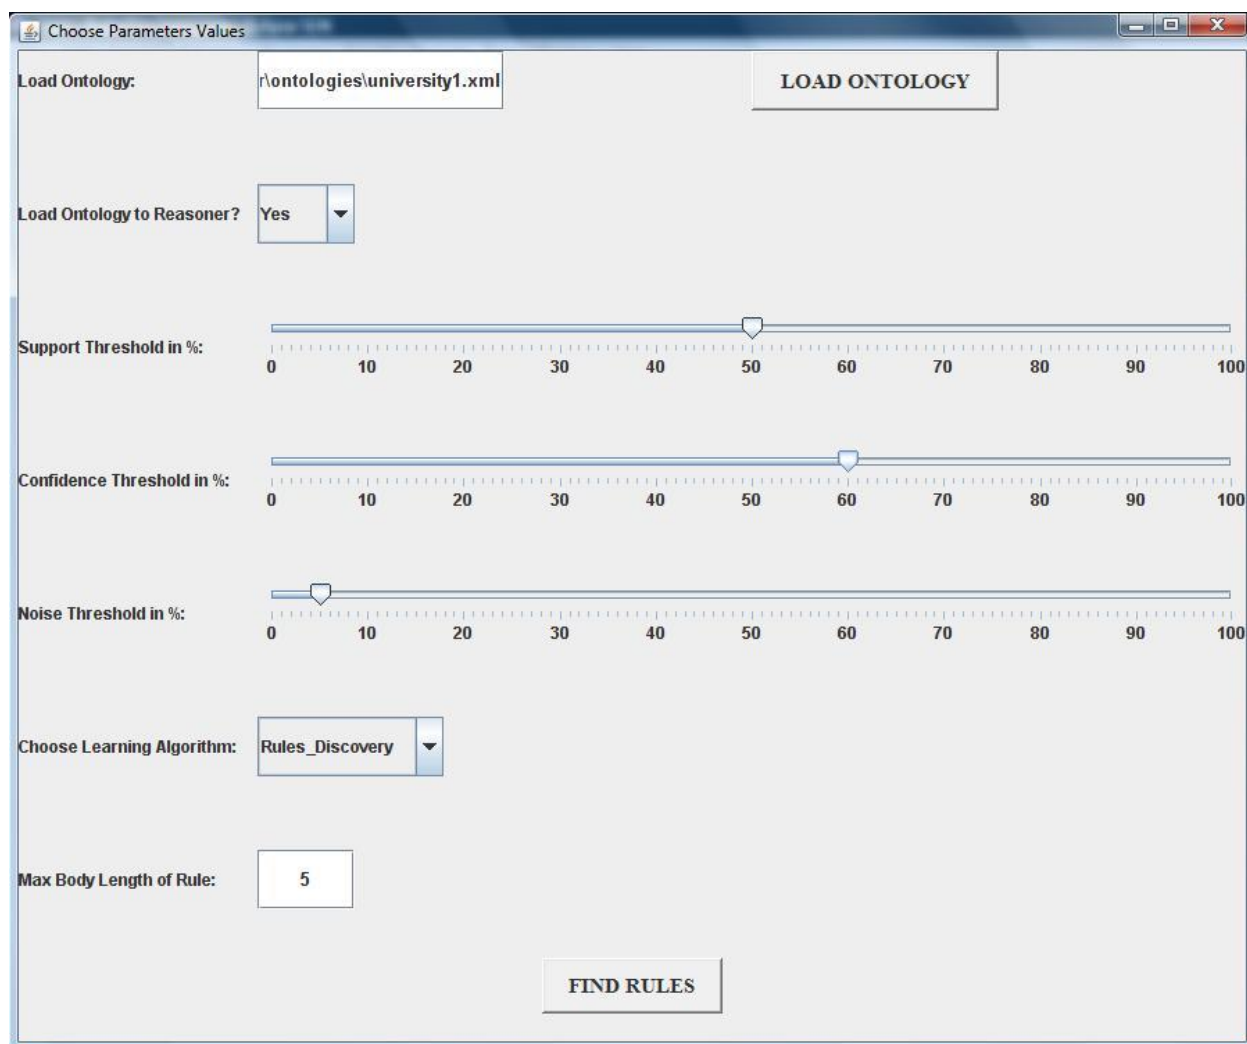 Choose Parameters Values
Load Ontology: r\ontologies\university1.xml LOAD ONTOLOGY
Load Ontology to Reasoner? Yes
Support Threshold in %:
0 10 20 30 40 50 60 70 80 90 100
Confidence Threshold in %:
0 10 20 30 40 50 60 70 80 90 100
Noise Threshold in %:
0 10 20 30 40 50 60 70 80 90 100
Choose Learning Algorithm: Rules_Discovery
Max Body Length of Rule: 5
FIND RULES